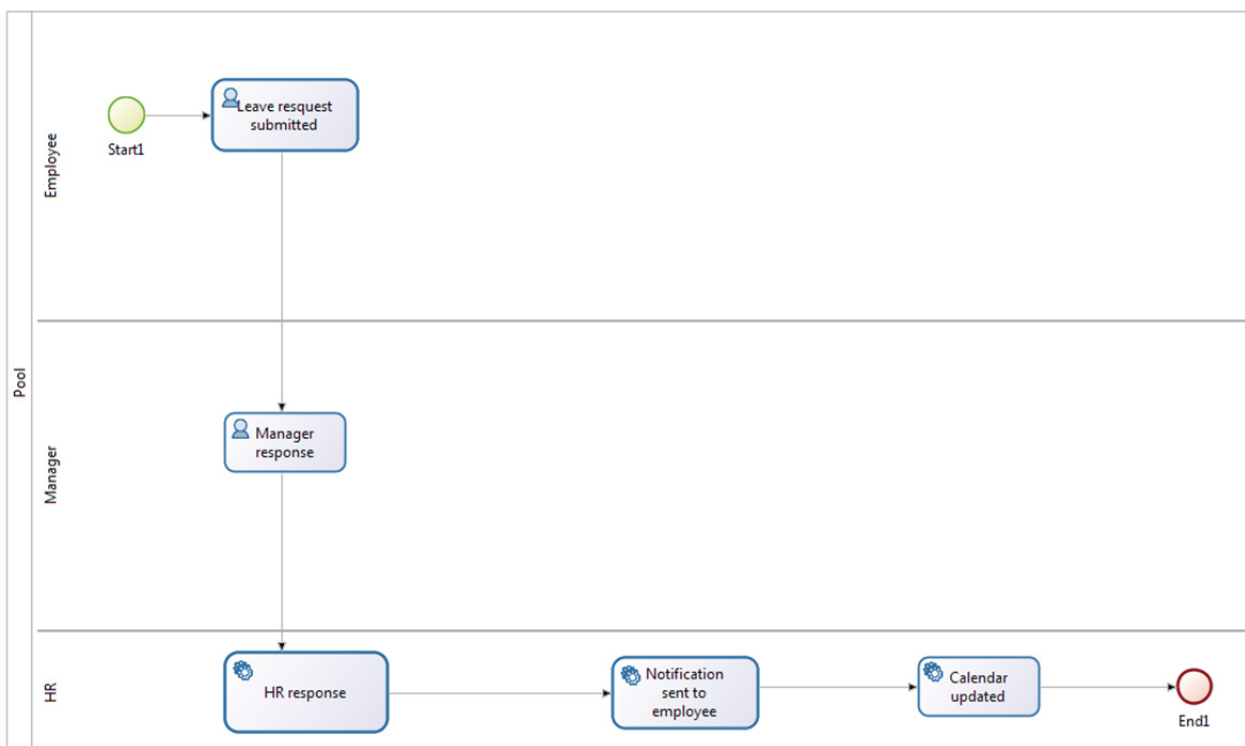 Pool
Employee
Start1
Leave resquest
submitted
Manager
Manager
response
HR
HR response
Notification
sent to
employee
Calendar
updated
End1